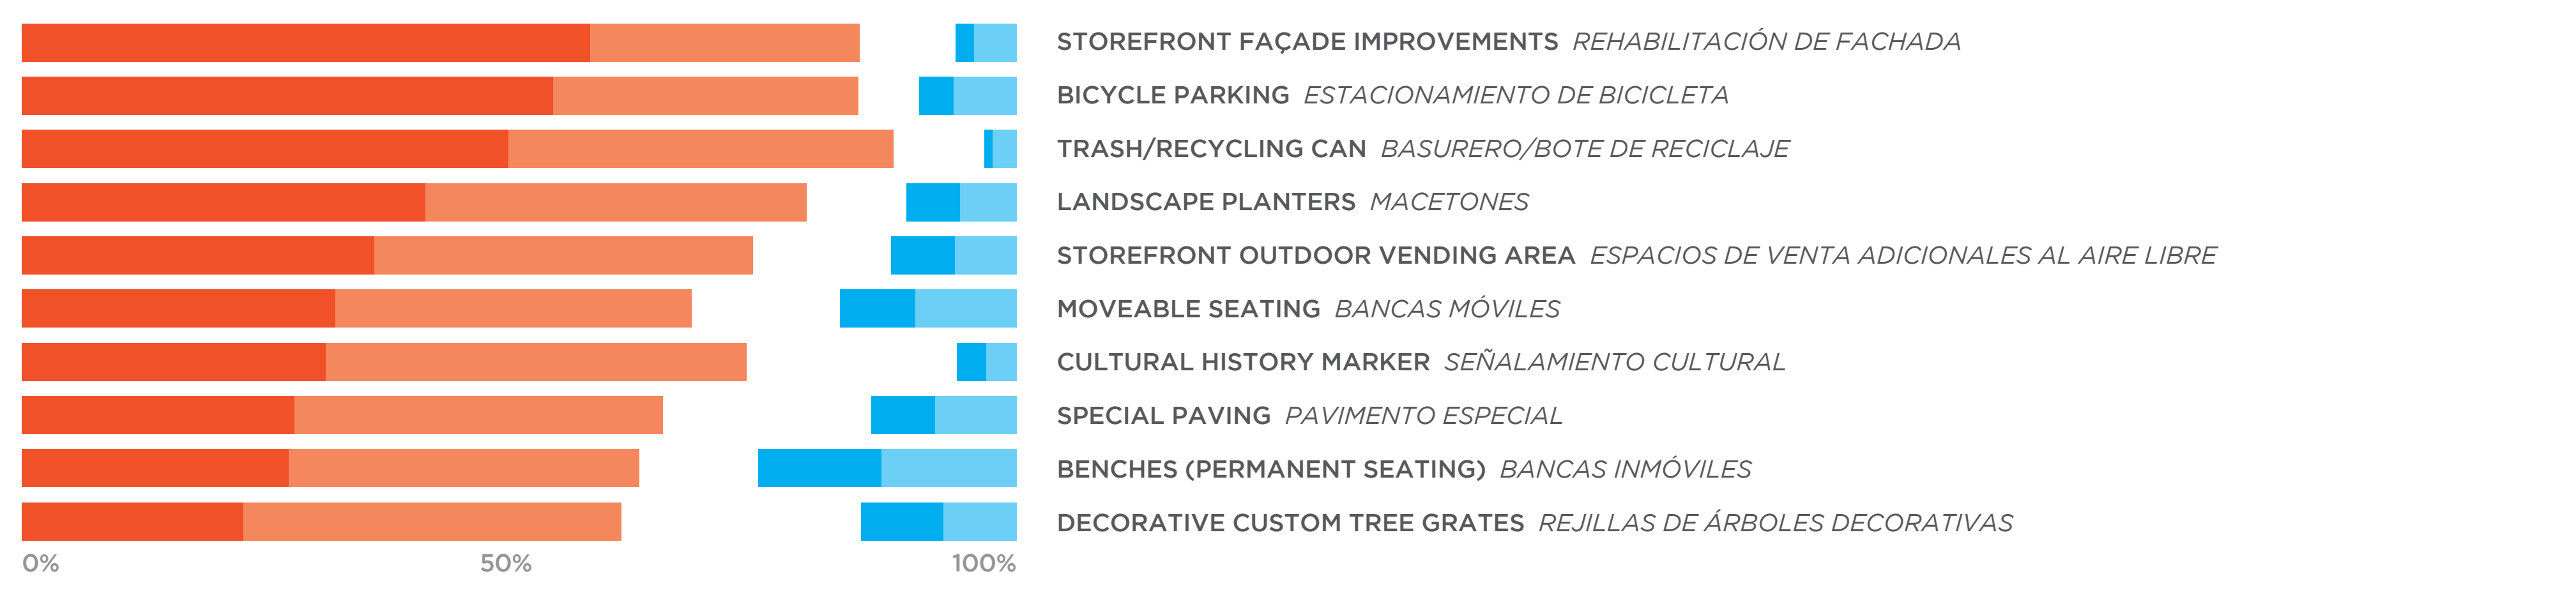 STOREFRONT FAÇADE IMPROVEMENTS REHABILITACIÓN DE FACHADA
BICYCLE PARKING ESTACIONAMIENTO DE BICICLETA
TRASH/RECYCLING CAN BASURERO/BOTE DE RECICLAJE
LANDSCAPE PLANTERS MACETONES
STOREFRONT OUTDOOR VENDING AREA ESPACIOS DE VENTA ADICIONALES AL AIRE LIBRE
MOVEABLE SEATING BANCAS MÓVILES
CULTURAL HISTORY MARKER SEÑALAMIENTO CULTURAL
SPECIAL PAVING PAVIMENTO ESPECIAL
BENCHES (PERMANENT SEATING) BANCAS INMÓVILES
DECORATIVE CUSTOM TREE GRATES REJILLAS DE ÁRBOLES DECORATIVAS
0% 50% 100%